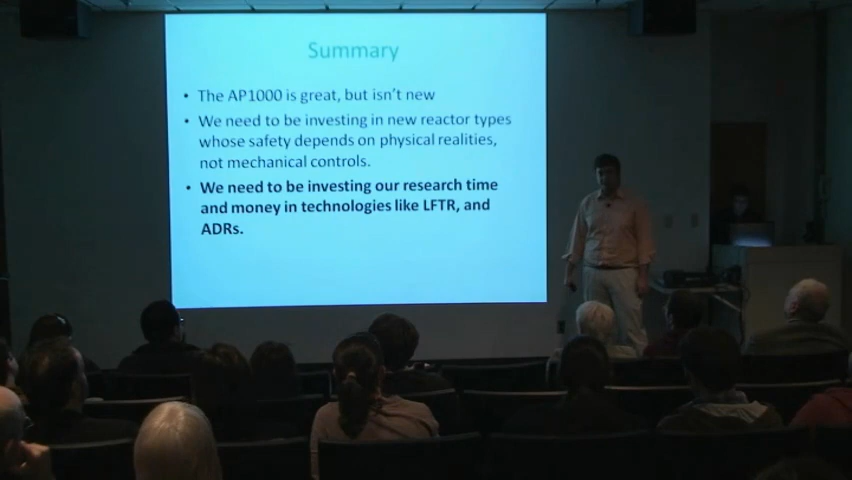 Summary
• The AP1000 is great, but isn't new
• We need to be investing in new reactor types
whose safety depends on physical realities,
not mechanical controls.
• We need to be investing our research time
and money in technologies like LFTR, and
ADRs.